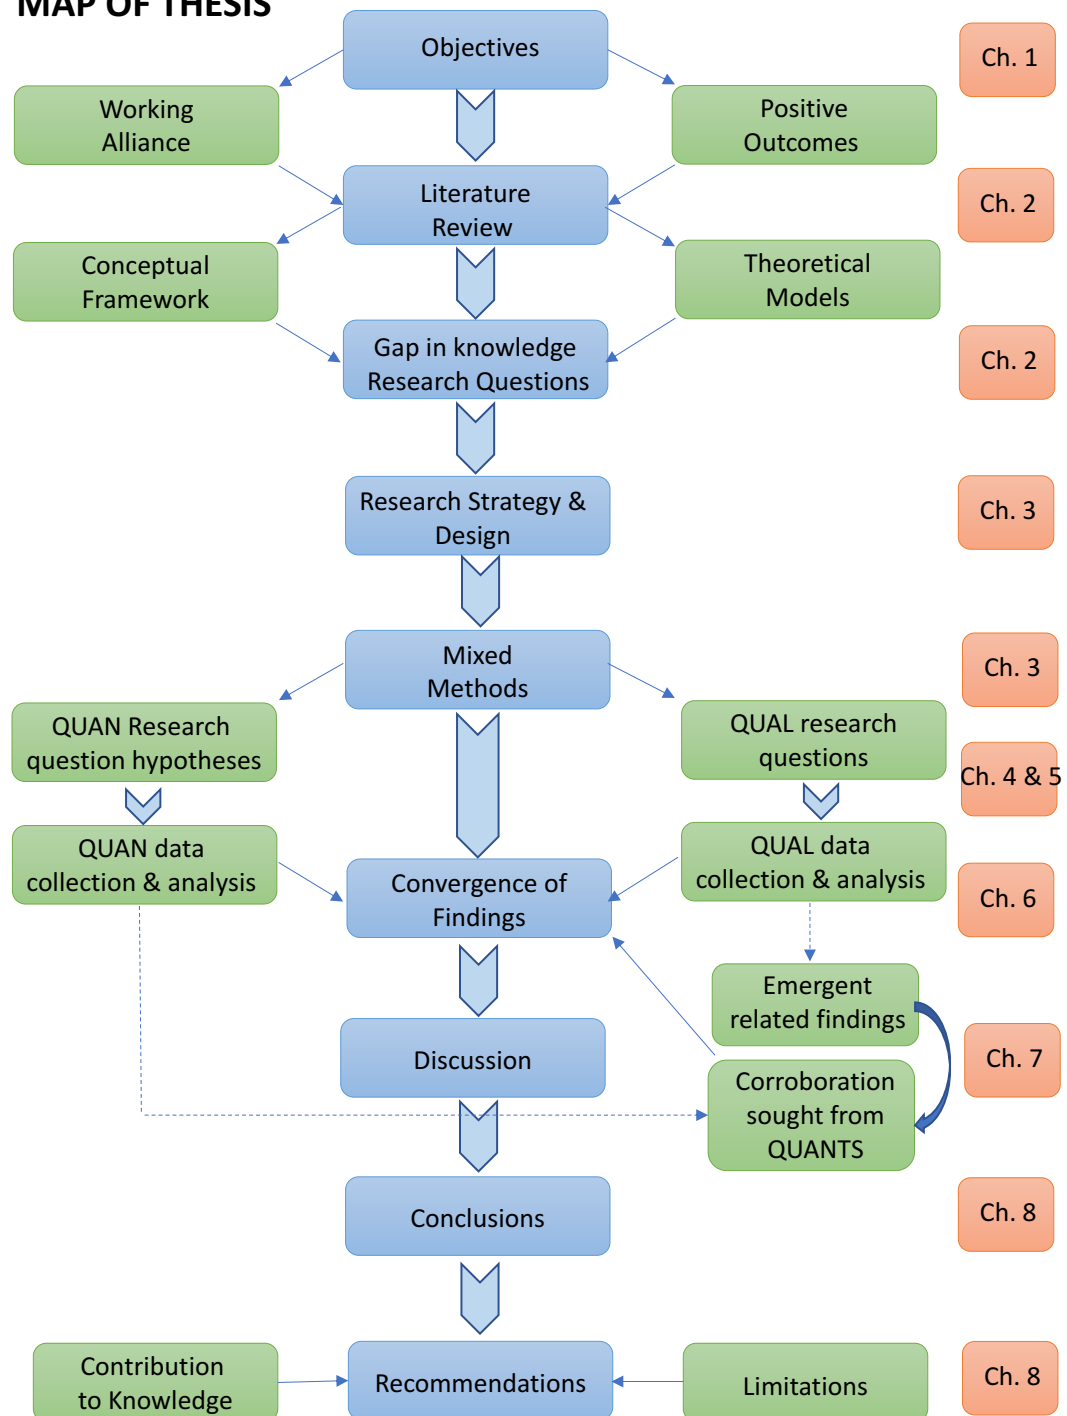 MAP OF THESIS
Objectives
Ch. 1
Working
Alliance
Positive
Outcomes
Literature
Review
Ch. 2
Conceptual
Framework
Theoretical
Models
Gap in knowledge
Research Questions
Ch. 2
Research Strategy &
Design
Ch. 3
Mixed
Methods
Ch. 3
QUAN Research
question hypotheses
QUAL research
questions
Ch. 4 & 5
QUAN data
collection & analysis
QUAL data
collection & analysis
Convergence of
Findings
Ch. 6
Emergent
related findings
Discussion
Ch. 7
Corroboration
sought from
QUANTS
Conclusions
Ch. 8
Contribution
to Knowledge
Recommendations
Limitations
Ch. 8